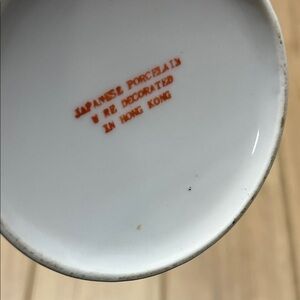 JAPANESE PORCELAIN
W RE DECORATED
IN HONG KONG